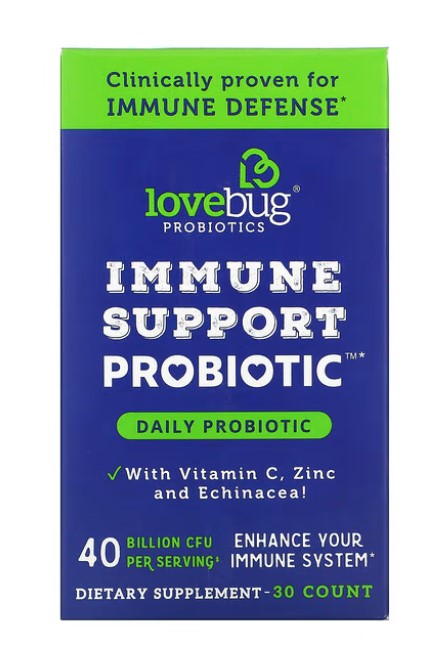 Clinically proven for
IMMUNE DEFENSE*
lovebug®
PROBIOTICS
IMMUNE
SUPPORT
PROBIOTIC™*
DAILY PROBIOTIC
✓With Vitamin C, Zinc
and Echinacea!
40 BILLION CFU
PER SERVING‡
ENHANCE YOUR
IMMUNE SYSTEM*
DIETARY SUPPLEMENT-30 COUNT